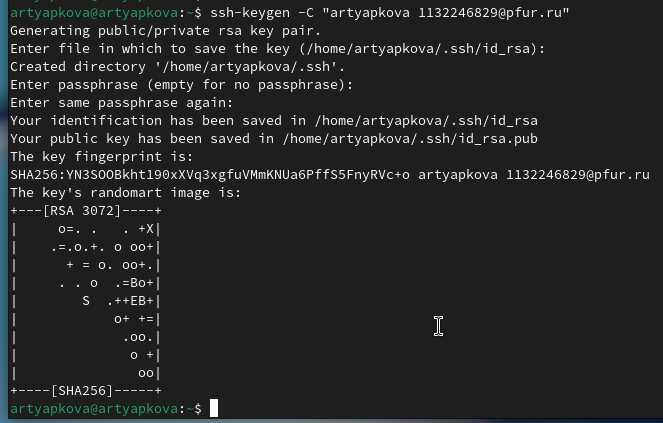 artyapkova@artyapkova:~$ ssh-keygen -C "artyapkova 1132246829@pfur.ru"
Generating public/private rsa key pair.
Enter file in which to save the key (/home/artyapkova/.ssh/id_rsa):
Created directory '/home/artyapkova/.ssh'.
Enter passphrase (empty for no passphrase):
Enter same passphrase again:
Your identification has been saved in /home/artyapkova/.ssh/id_rsa
Your public key has been saved in /home/artyapkova/.ssh/id_rsa.pub
The key fingerprint is:
SHA256:YN3SOOBkht190xXVq3xgfuVMmKNUa6PffS5FnyRVc+o artyapkova 1132246829@pfur.ru
The key's randomart image is:
+---[RSA 3072]----+
|     o=. .   . +X|
|    .=.o.+. o oo+|
|      + = o. oo+.|
|     . . o  .=Bo+|
|        S  .++EB+|
|            o+ +=|
|             .oo.|
|              o +|
|               oo|
+----[SHA256]-----+
artyapkova@artyapkova:~$